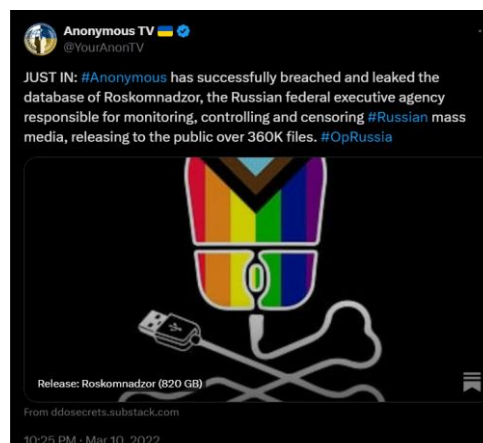 Anonymous TV
@YourAnonTV
JUST IN: #Anonymous has successfully breached and leaked the
database of Roskomnadzor, the Russian federal executive agency
responsible for monitoring, controlling and censoring #Russian mass
media, releasing to the public over 360K files. #OpRussia
Release: Roskomnadzor (820 GB)
From ddosecrets.substack.com
10:25 PM · Mar 10, 2022